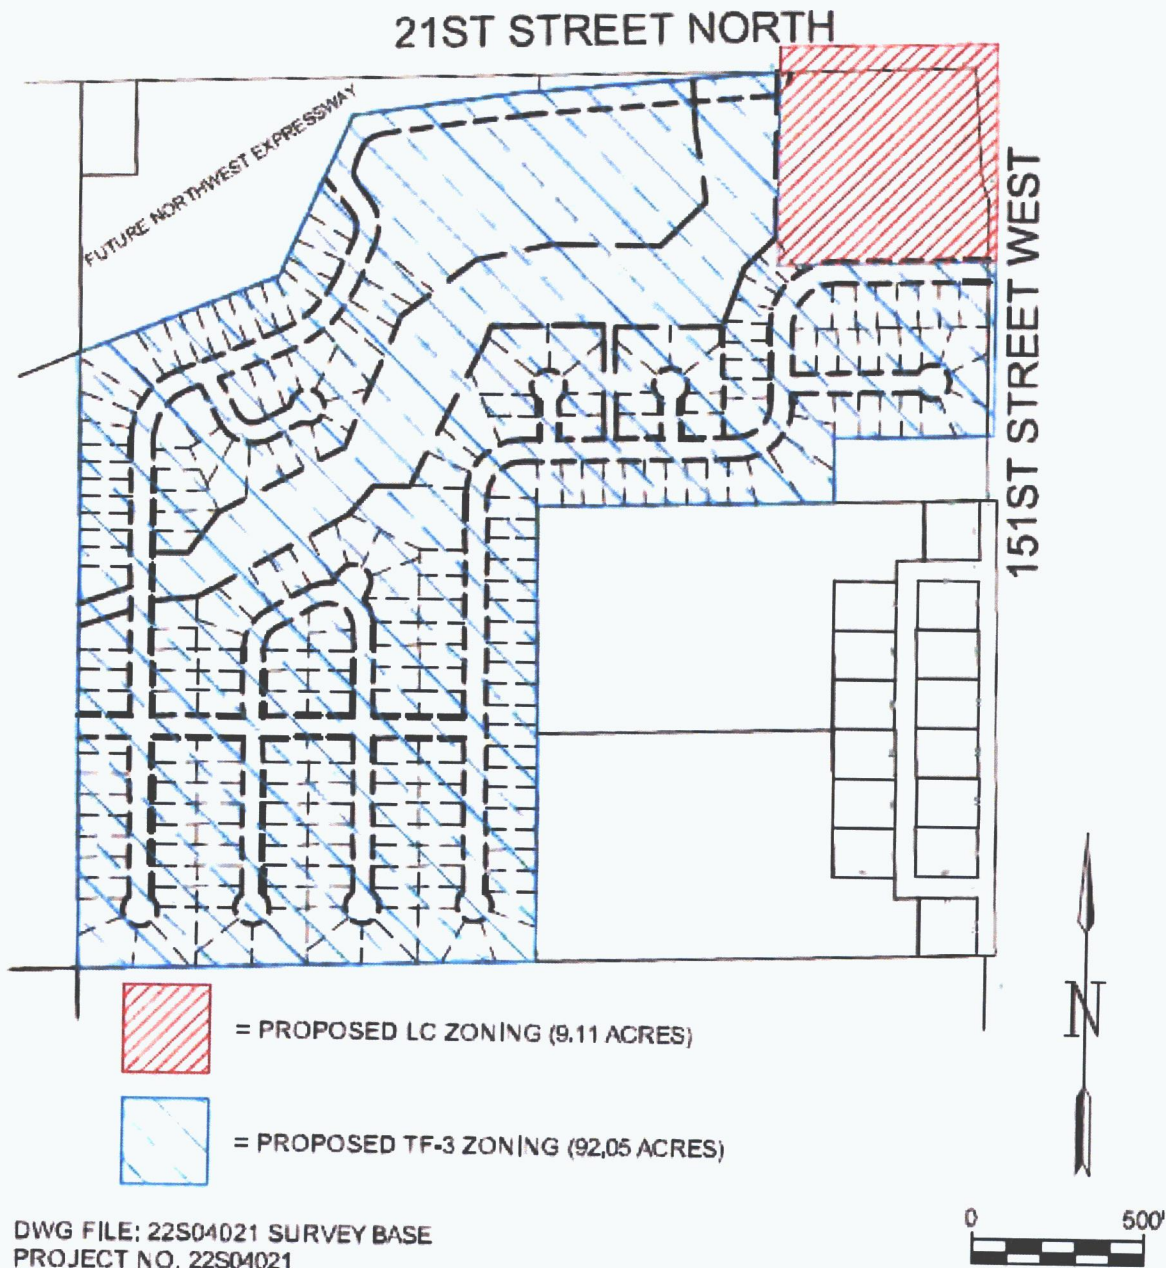 21ST STREET NORTH
FUTURE NORTHWEST EXPRESSWAY
151ST STREET WEST
N
= PROPOSED LC ZONING (9.11 ACRES)
= PROPOSED TF-3 ZONING (92.05 ACRES)
DWG FILE: 22S04021 SURVEY BASE
PROJECT NO. 22S04021
0 500'